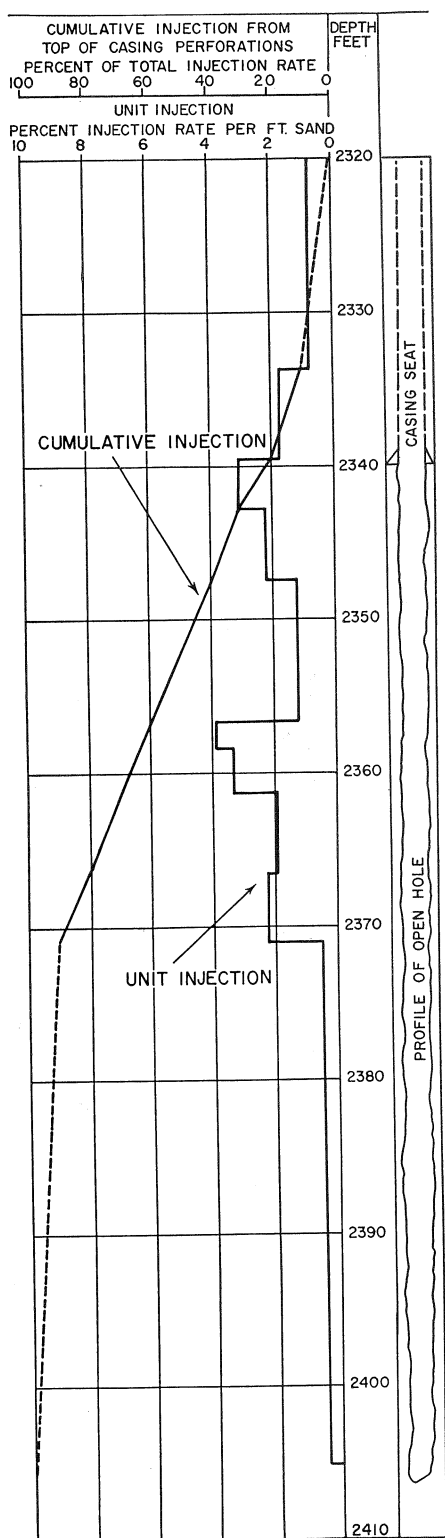 CUMULATIVE INJECTION FROM
TOP OF CASING PERFORATIONS
PERCENT OF TOTAL INJECTION RATE
100 80 60 40 20 0
DEPTH
FEET
UNIT INJECTION
PERCENT INJECTION RATE PER FT. SAND
10 8 6 4 2 0
2320
2330
CASING SEAT
CUMULATIVE INJECTION
2340
2350
2360
2370
UNIT INJECTION
PROFILE OF OPEN HOLE
2380
2390
2400
2410